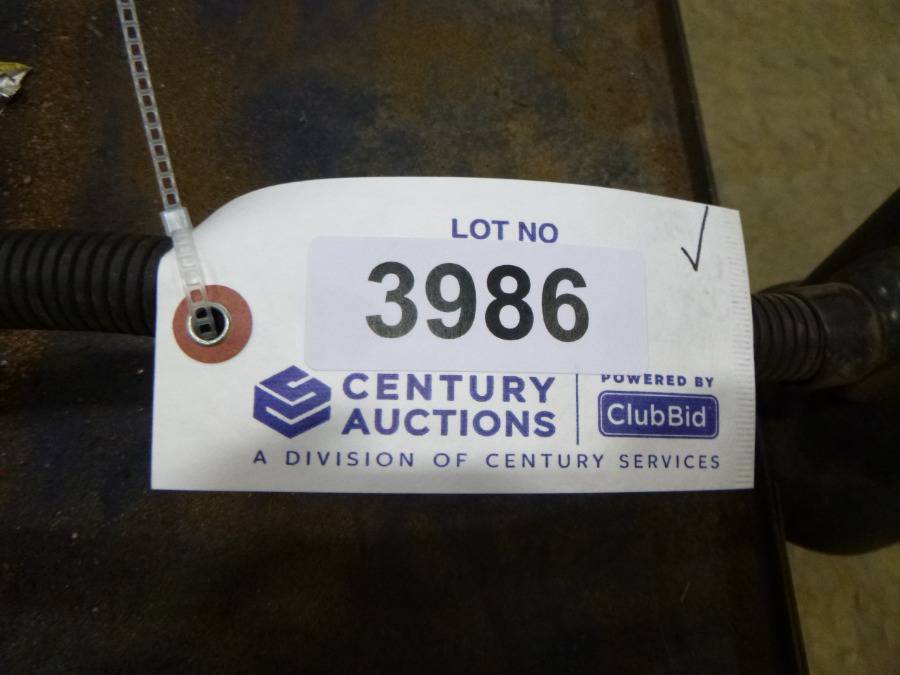 LOT NO
3986
CENTURY
AUCTIONS
POWERED BY
ClubBid
A DIVISION OF CENTURY SERVICES